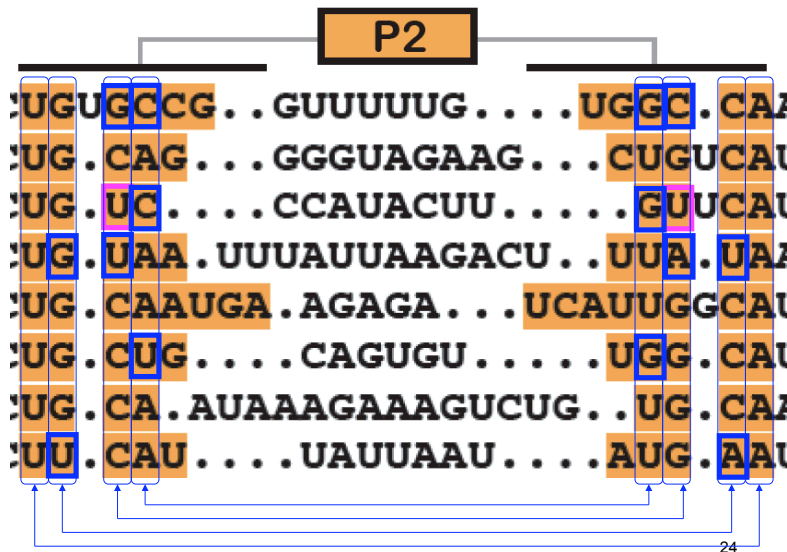 P2
CUGUGCCG..GUUUUUG....UGGC.CAA
CUG.CAG...GGGUAGAAG...CUGUCAU
CUG.UC....CCAUACUU.....GUUCAU
CUG.UAA.UUUAUUAAGACU..UUA.UAA
CUG.CAAUGA.AGAGA...UCAUUGGCAU
CUG.CUG....CAGUGU.....UGG.CAU
CUG.CA.AUAAAGAAAGUCUG..UG.CAA
CUU.CAU....UAUUAAU....AUG.AAU
24